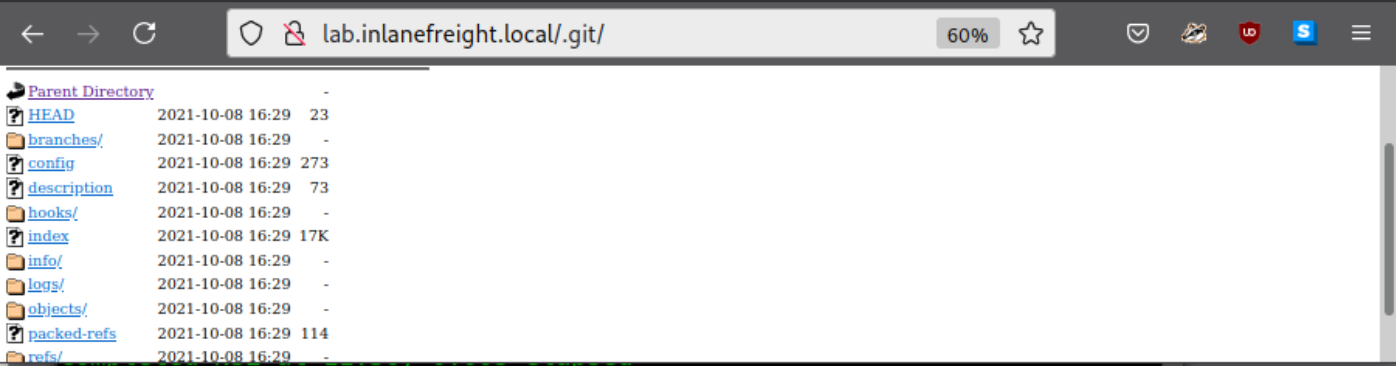 lab.inlanefreight.local/.git/ 60%
Parent Directory -
HEAD 2021-10-08 16:29 23
branches/ 2021-10-08 16:29 -
config 2021-10-08 16:29 273
description 2021-10-08 16:29 73
hooks/ 2021-10-08 16:29 -
index 2021-10-08 16:29 17K
info/ 2021-10-08 16:29 -
logs/ 2021-10-08 16:29 -
objects/ 2021-10-08 16:29 -
packed-refs 2021-10-08 16:29 114
refs/ 2021-10-08 16:29 -